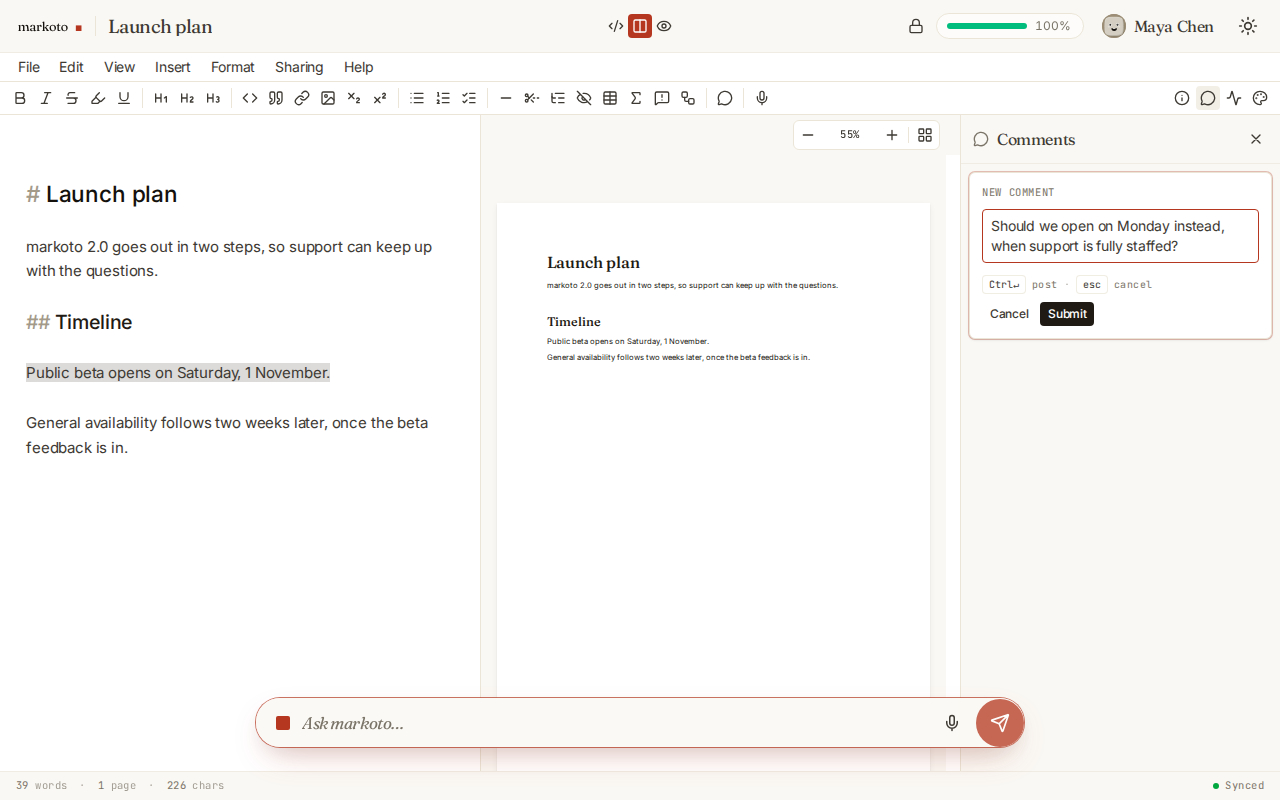 markoto
Launch plan
100%
Maya Chen
File Edit View Insert Format Sharing Help
H1 H2 H3
55%
Comments
# Launch plan
markoto 2.0 goes out in two steps, so support can keep up
with the questions.
## Timeline
Public beta opens on Saturday, 1 November.
General availability follows two weeks later, once the beta
feedback is in.
Launch plan
markoto 2.0 goes out in two steps, so support can keep up with the questions.
Timeline
Public beta opens on Saturday, 1 November.
General availability follows two weeks later, once the beta feedback is in.
NEW COMMENT
Should we open on Monday instead,
when support is fully staffed?
Ctrl↵ post · esc cancel
Cancel Submit
Ask markoto...
39 words · 1 page · 226 chars
Synced